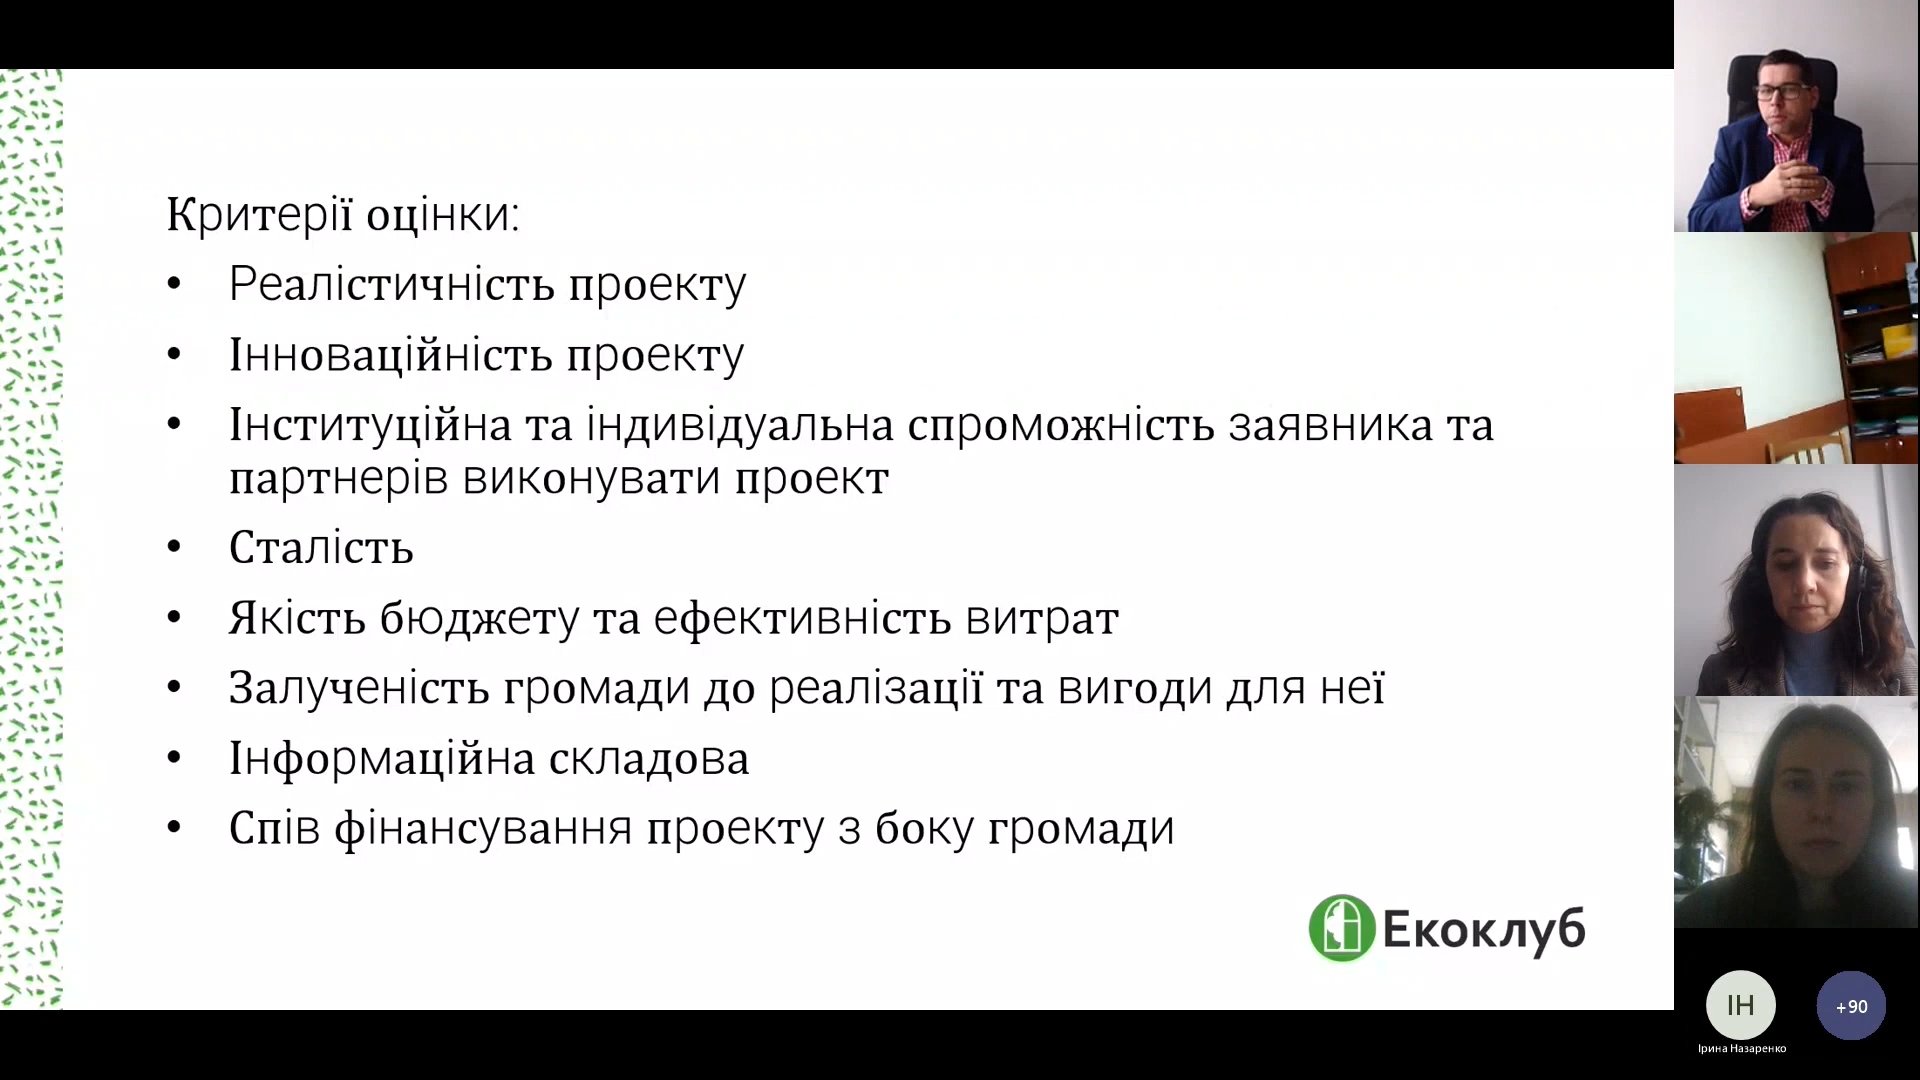 Критерії оцінки:
• Реалістичність проекту
• Інноваційність проекту
• Інституційна та індивідуальна спроможність заявника та
партнерів виконувати проект
• Сталість
• Якість бюджету та ефективність витрат
• Залученість громади до реалізації та вигоди для неї
• Інформаційна складова
• Спів фінансування проекту з боку громади
Екоклуб
ІН
+90
Ірина Назаренко